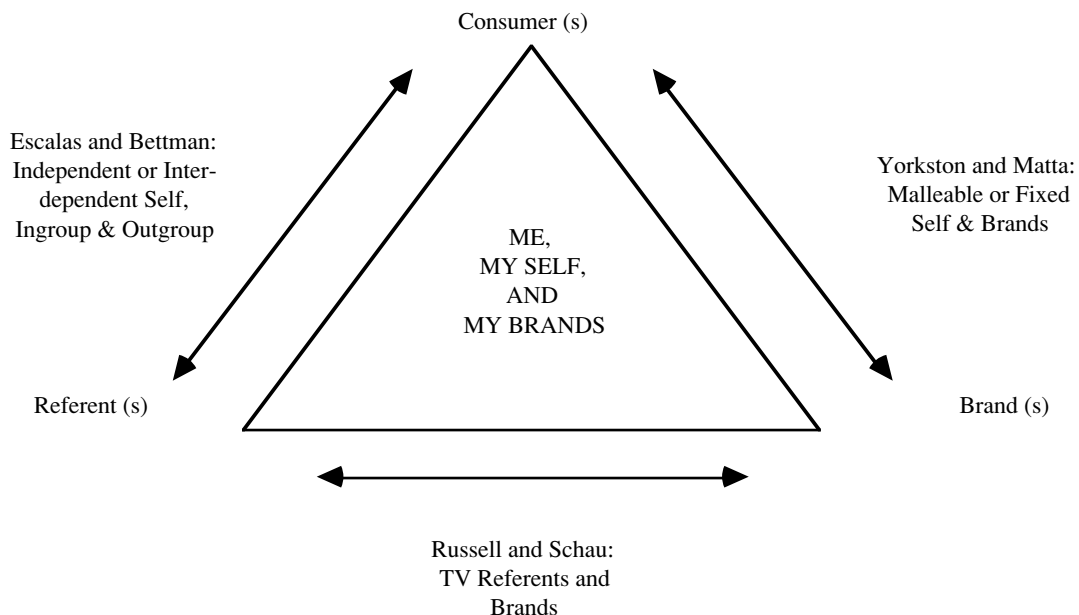 Consumer (s)
Escalas and Bettman:
Independent or Inter-
dependent Self,
Ingroup & Outgroup
Yorkston and Matta:
Malleable or Fixed
Self & Brands
ME,
MY SELF,
AND
MY BRANDS
Referent (s)
Brand (s)
Russell and Schau:
TV Referents and
Brands